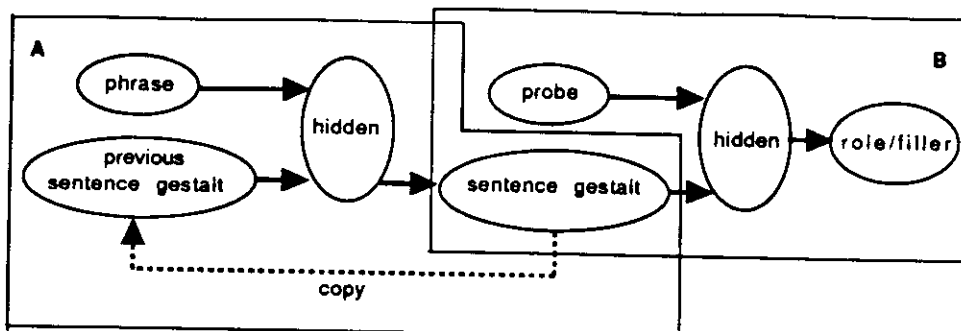 A
phrase
hidden
previous
sentence gestalt
copy
B
probe
hidden
role/filler
sentence gestalt